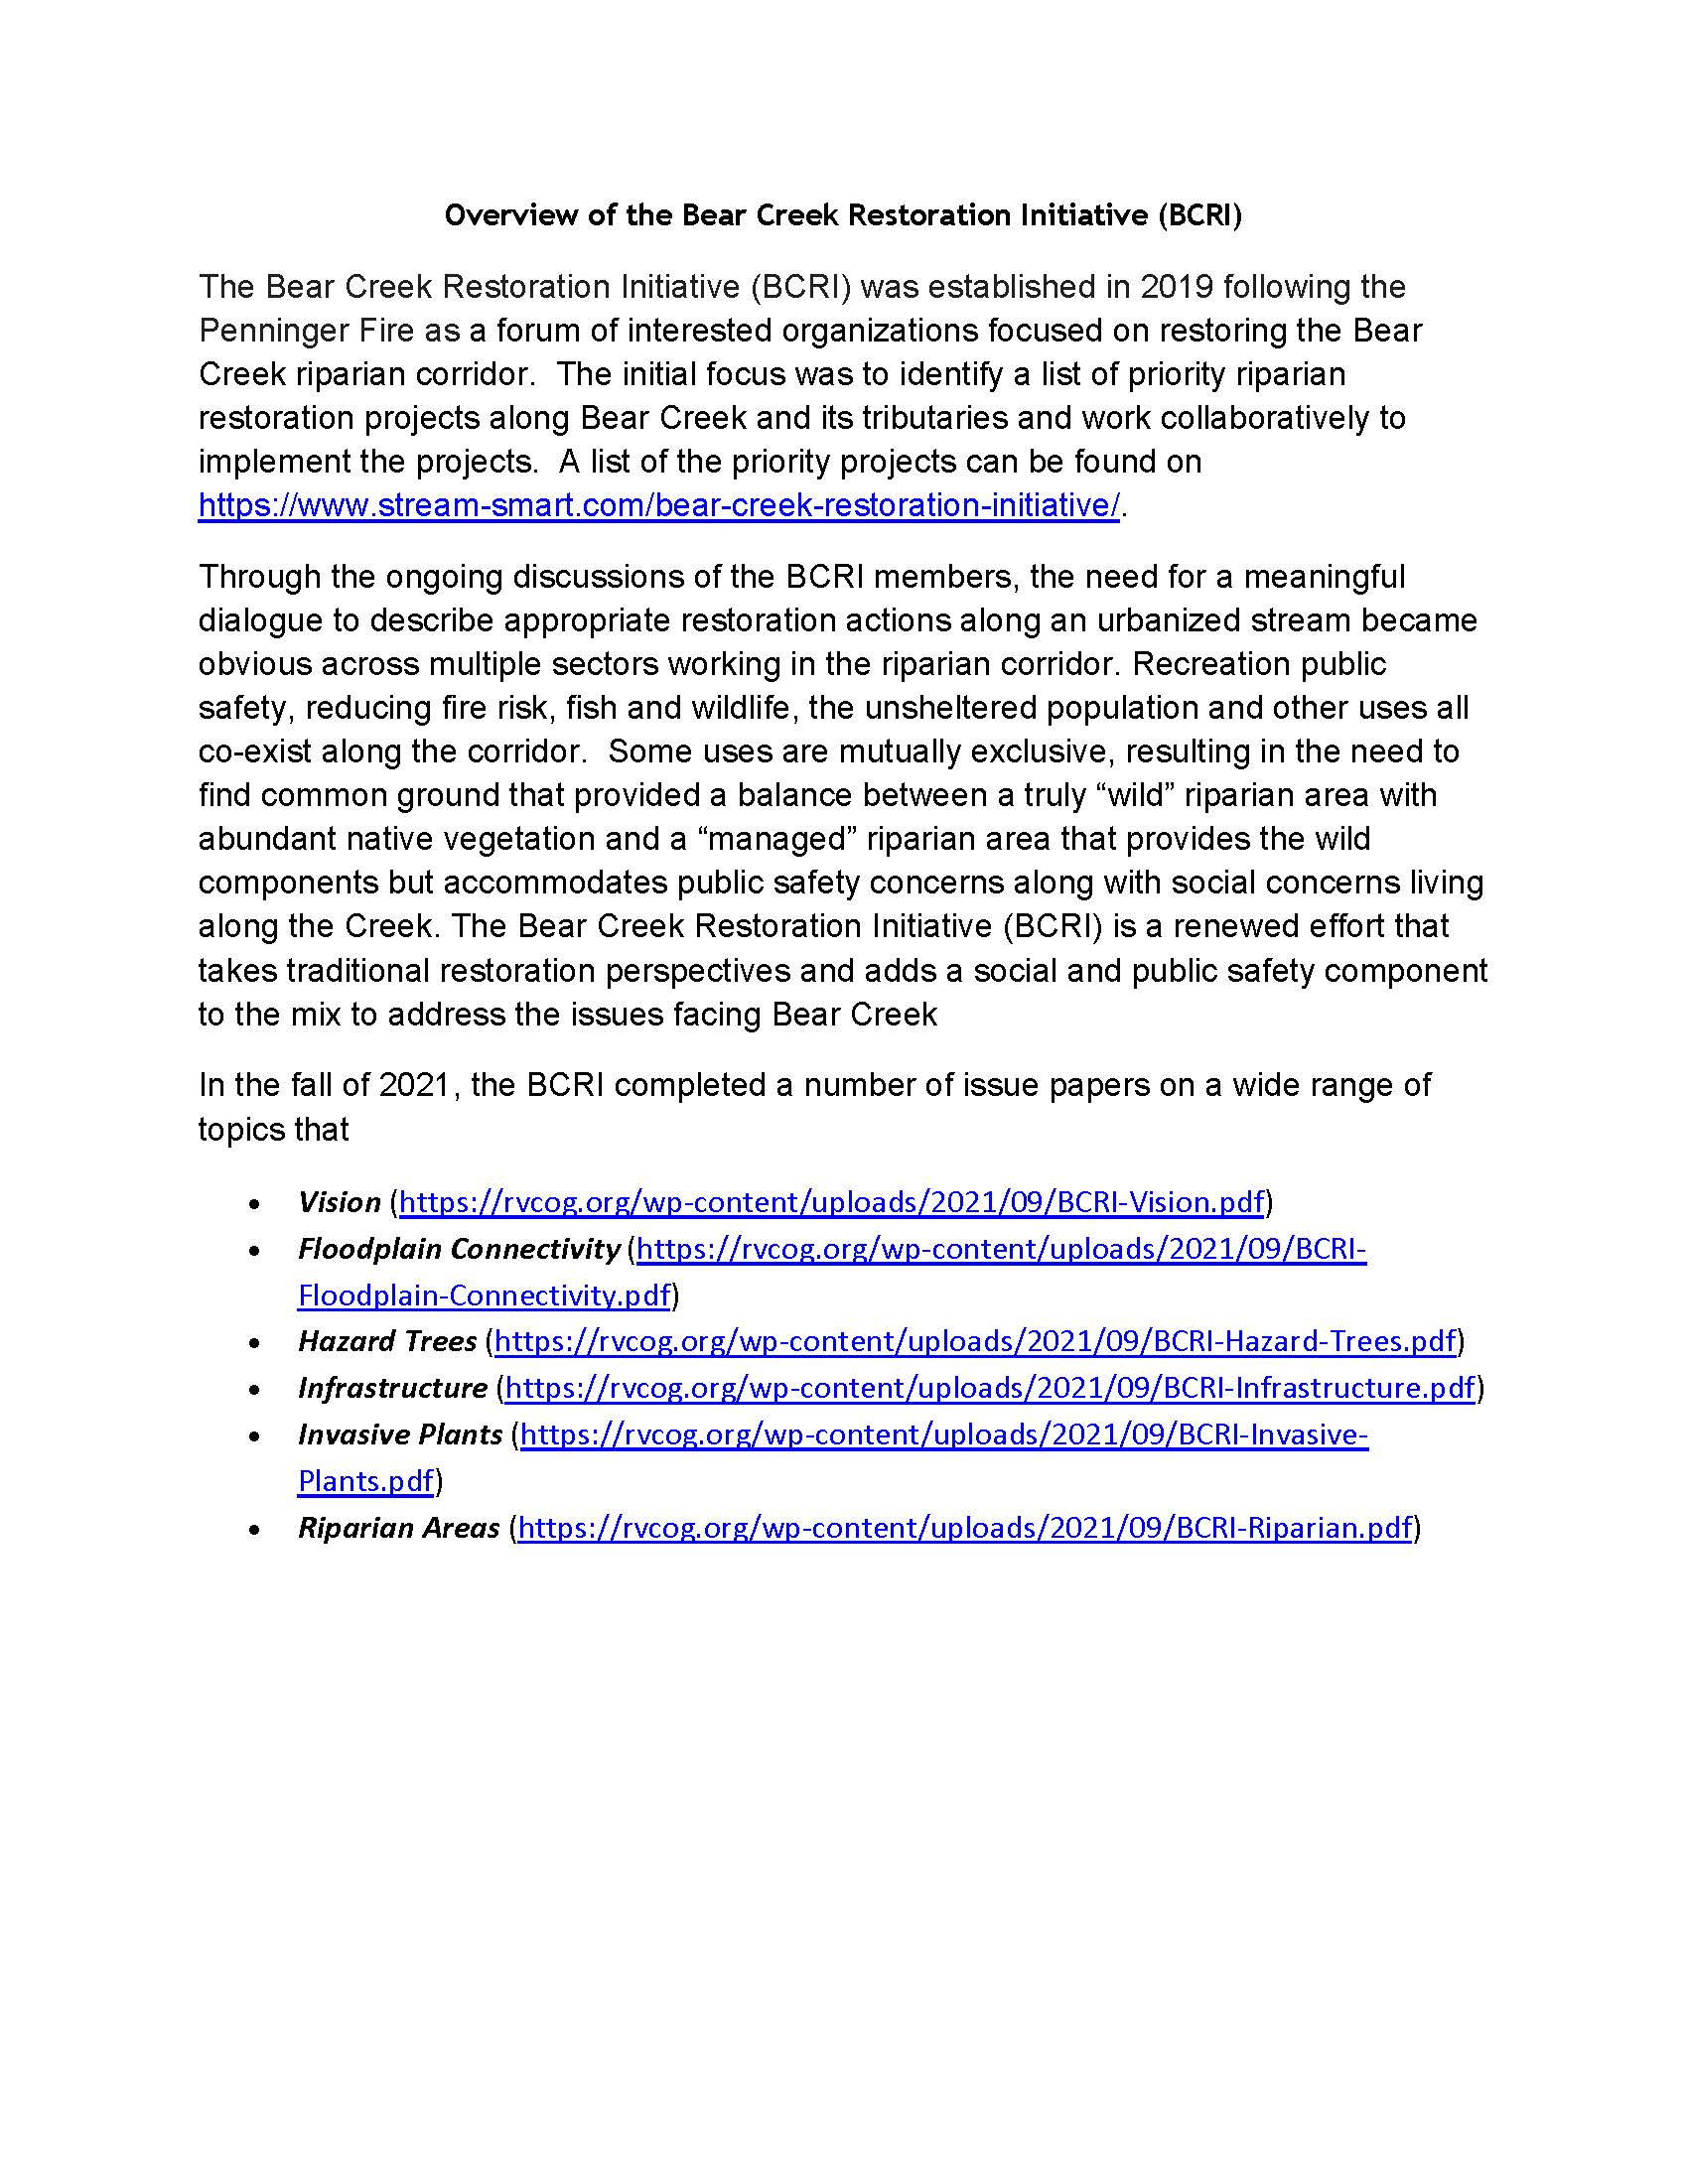 Overview of the Bear Creek Restoration Initiative (BCRI)
The Bear Creek Restoration Initiative (BCRI) was established in 2019 following the
Penninger Fire as a forum of interested organizations focused on restoring the Bear
Creek riparian corridor.  The initial focus was to identify a list of priority riparian
restoration projects along Bear Creek and its tributaries and work collaboratively to
implement the projects.  A list of the priority projects can be found on
https://www.stream-smart.com/bear-creek-restoration-initiative/.
Through the ongoing discussions of the BCRI members, the need for a meaningful
dialogue to describe appropriate restoration actions along an urbanized stream became
obvious across multiple sectors working in the riparian corridor. Recreation public
safety, reducing fire risk, fish and wildlife, the unsheltered population and other uses all
co-exist along the corridor.  Some uses are mutually exclusive, resulting in the need to
find common ground that provided a balance between a truly “wild” riparian area with
abundant native vegetation and a “managed” riparian area that provides the wild
components but accommodates public safety concerns along with social concerns living
along the Creek. The Bear Creek Restoration Initiative (BCRI) is a renewed effort that
takes traditional restoration perspectives and adds a social and public safety component
to the mix to address the issues facing Bear Creek
In the fall of 2021, the BCRI completed a number of issue papers on a wide range of
topics that
• Vision (https://rvcog.org/wp-content/uploads/2021/09/BCRI-Vision.pdf)
• Floodplain Connectivity (https://rvcog.org/wp-content/uploads/2021/09/BCRI-
Floodplain-Connectivity.pdf)
• Hazard Trees (https://rvcog.org/wp-content/uploads/2021/09/BCRI-Hazard-Trees.pdf)
• Infrastructure (https://rvcog.org/wp-content/uploads/2021/09/BCRI-Infrastructure.pdf)
• Invasive Plants (https://rvcog.org/wp-content/uploads/2021/09/BCRI-Invasive-
Plants.pdf)
• Riparian Areas (https://rvcog.org/wp-content/uploads/2021/09/BCRI-Riparian.pdf)